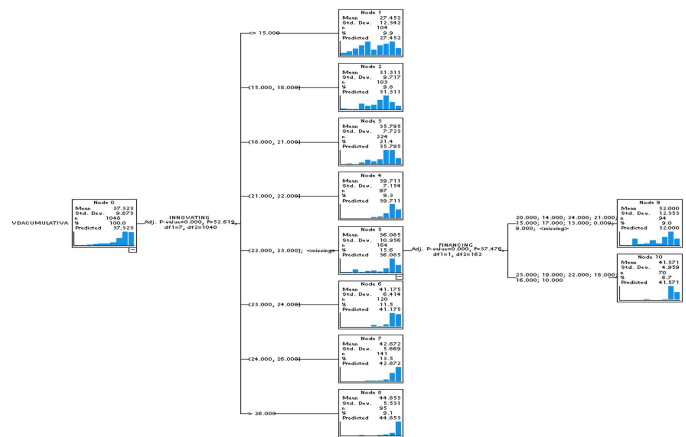 VDACUMULATIVA
Node 0
Mean 37.323
Std. Dev. 9.873
n 1048
% 100.0
Predicted 37.323
INNOVATING
Adj. P-value=0.000, F=52.619,
df1=7, df2=1040
<= 15.000
Node 1
Mean 27.452
Std. Dev. 12.542
n 104
% 9.9
Predicted 27.452
(15.000, 18.000]
Node 2
Mean 31.311
Std. Dev. 9.717
n 103
% 9.8
Predicted 31.311
(18.000, 21.000]
Node 3
Mean 35.795
Std. Dev. 7.723
n 224
% 21.4
Predicted 35.795
(21.000, 22.000]
Node 4
Mean 39.711
Std. Dev. 7.154
n 97
% 9.3
Predicted 39.711
(22.000, 23.000]; <missing>
Node 5
Mean 36.085
Std. Dev. 10.956
n 164
% 15.6
Predicted 36.085
FINANCING
Adj. P-value=0.000, F=37.476,
df1=1, df2=162
20.000; 14.000; 24.000; 21.000;
15.000; 17.000; 13.000; 0.000;
9.000; <missing>
Node 9
Mean 32.000
Std. Dev. 12.353
n 94
% 9.0
Predicted 32.000
23.000; 19.000; 22.000; 18.000;
16.000; 10.000
Node 10
Mean 41.571
Std. Dev. 4.959
n 70
% 6.7
Predicted 41.571
(23.000, 24.000]
Node 6
Mean 41.175
Std. Dev. 6.414
n 120
% 11.5
Predicted 41.175
(24.000, 26.000]
Node 7
Mean 42.872
Std. Dev. 5.669
n 141
% 13.5
Predicted 42.872
> 26.000
Node 8
Mean 44.853
Std. Dev. 5.531
n 95
% 9.1
Predicted 44.853